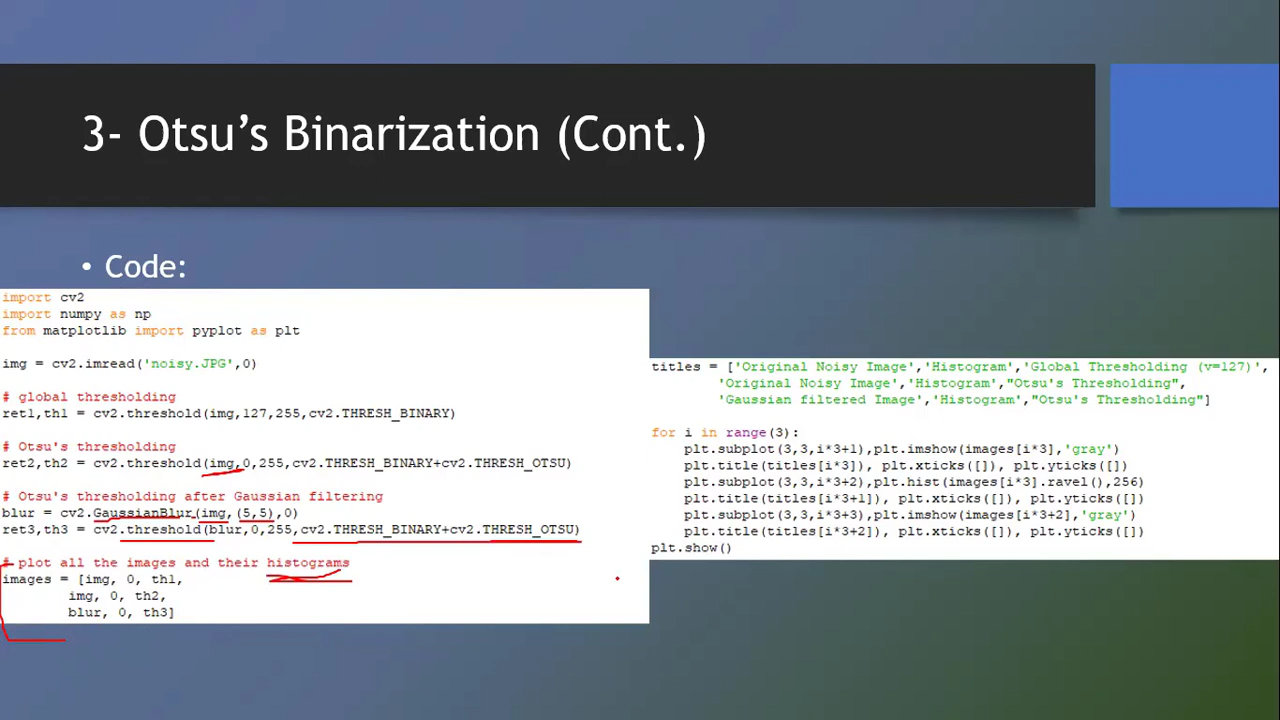 3- Otsu's Binarization (Cont.)
• Code:
import cv2
import numpy as np
from matplotlib import pyplot as plt
img = cv2.imread('noisy.JPG',0)
# global thresholding
ret1,th1 = cv2.threshold(img,127,255,cv2.THRESH_BINARY)
# Otsu's thresholding
ret2,th2 = cv2.threshold(img,0,255,cv2.THRESH_BINARY+cv2.THRESH_OTSU)
# Otsu's thresholding after Gaussian filtering
blur = cv2.GaussianBlur(img,(5,5),0)
ret3,th3 = cv2.threshold(blur,0,255,cv2.THRESH_BINARY+cv2.THRESH_OTSU)
# plot all the images and their histograms
images = [img, 0, th1,
img, 0, th2,
blur, 0, th3]
titles = ['Original Noisy Image','Histogram','Global Thresholding (v=127)',
'Original Noisy Image','Histogram',"Otsu's Thresholding",
'Gaussian filtered Image','Histogram',"Otsu's Thresholding"]
for i in range(3):
plt.subplot(3,3,i*3+1),plt.imshow(images[i*3],'gray')
plt.title(titles[i*3]), plt.xticks([]), plt.yticks([])
plt.subplot(3,3,i*3+2),plt.hist(images[i*3].ravel(),256)
plt.title(titles[i*3+1]), plt.xticks([]), plt.yticks([])
plt.subplot(3,3,i*3+3),plt.imshow(images[i*3+2],'gray')
plt.title(titles[i*3+2]), plt.xticks([]), plt.yticks([])
plt.show()